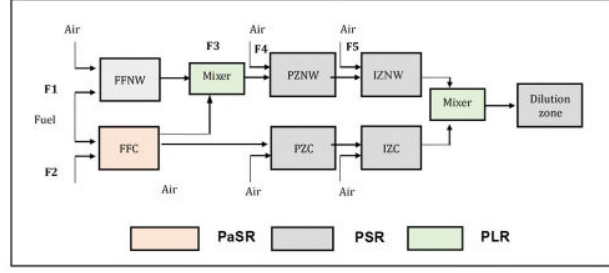 Air
Air
Air
F3
F4
F5
FFNW
Mixer
PZNW
IZNW
F1
Mixer
Dilution
zone
Fuel
FFC
PZC
IZC
F2
Air
Air
Air
PaSR
PSR
PLR